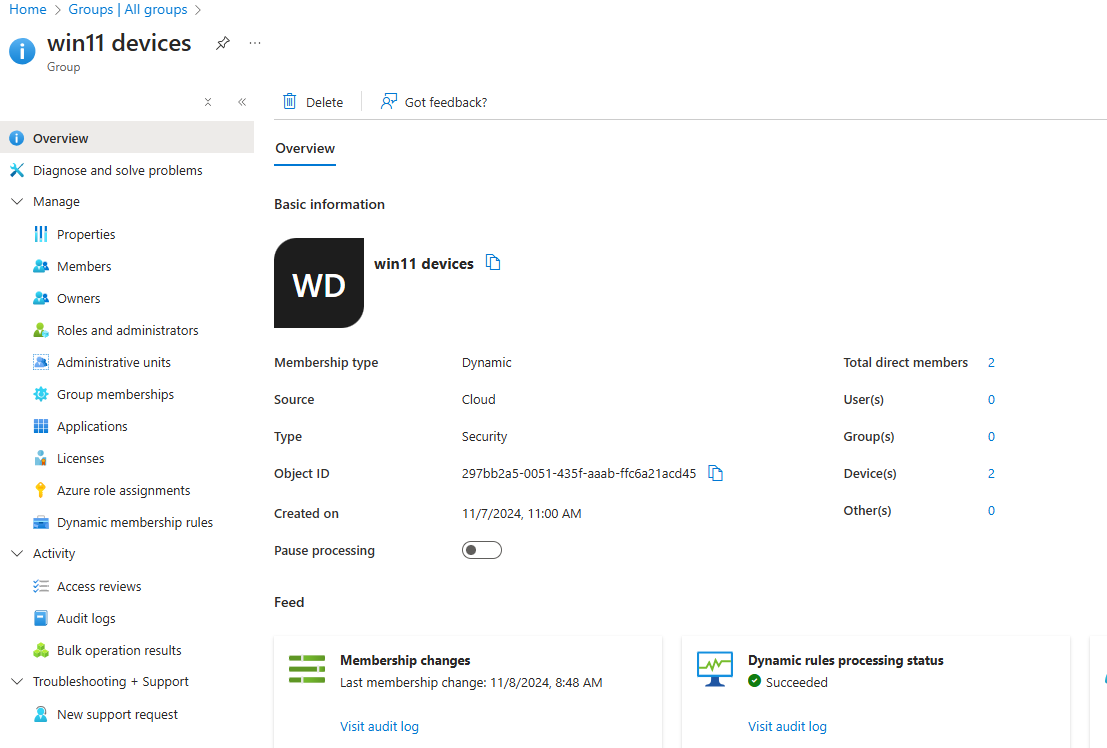 Home > Groups | All groups >
win11 devices
Group
Delete
Got feedback?
Overview
Diagnose and solve problems
Manage
Properties
Members
Owners
Roles and administrators
Administrative units
Group memberships
Applications
Licenses
Azure role assignments
Dynamic membership rules
Activity
Access reviews
Audit logs
Bulk operation results
Troubleshooting + Support
New support request
Overview
Basic information
WD
win11 devices
Membership type Dynamic
Source Cloud
Type Security
Object ID 297bb2a5-0051-435f-aaab-ffc6a21acd45
Created on 11/7/2024, 11:00 AM
Pause processing
Total direct members 2
User(s) 0
Group(s) 0
Device(s) 2
Other(s) 0
Feed
Membership changes
Last membership change: 11/8/2024, 8:48 AM
Visit audit log
Dynamic rules processing status
Succeeded
Visit audit log